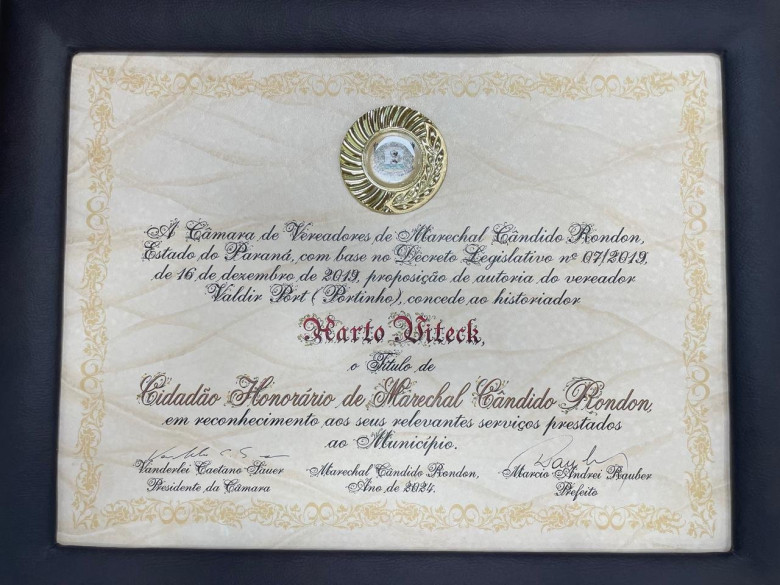 A Câmara de Vereadores de Marechal Cândido Rondon,
Estado do Paraná, com base no Decreto Legislativo nº 07/2019,
de 16 de dezembro de 2019, proposição de autoria do vereador
Valdir Port (Portinho), concede ao historiador
Harto Viteck,
o Título de
Cidadão Honorário de Marechal Cândido Rondon,
em reconhecimento aos seus relevantes serviços prestados
ao Município.
Vanderlei Caetano Sauer
Presidente da Câmara
Marechal Cândido Rondon,
Ano de 2024.
Marcio Andrei Rauber
Prefeito